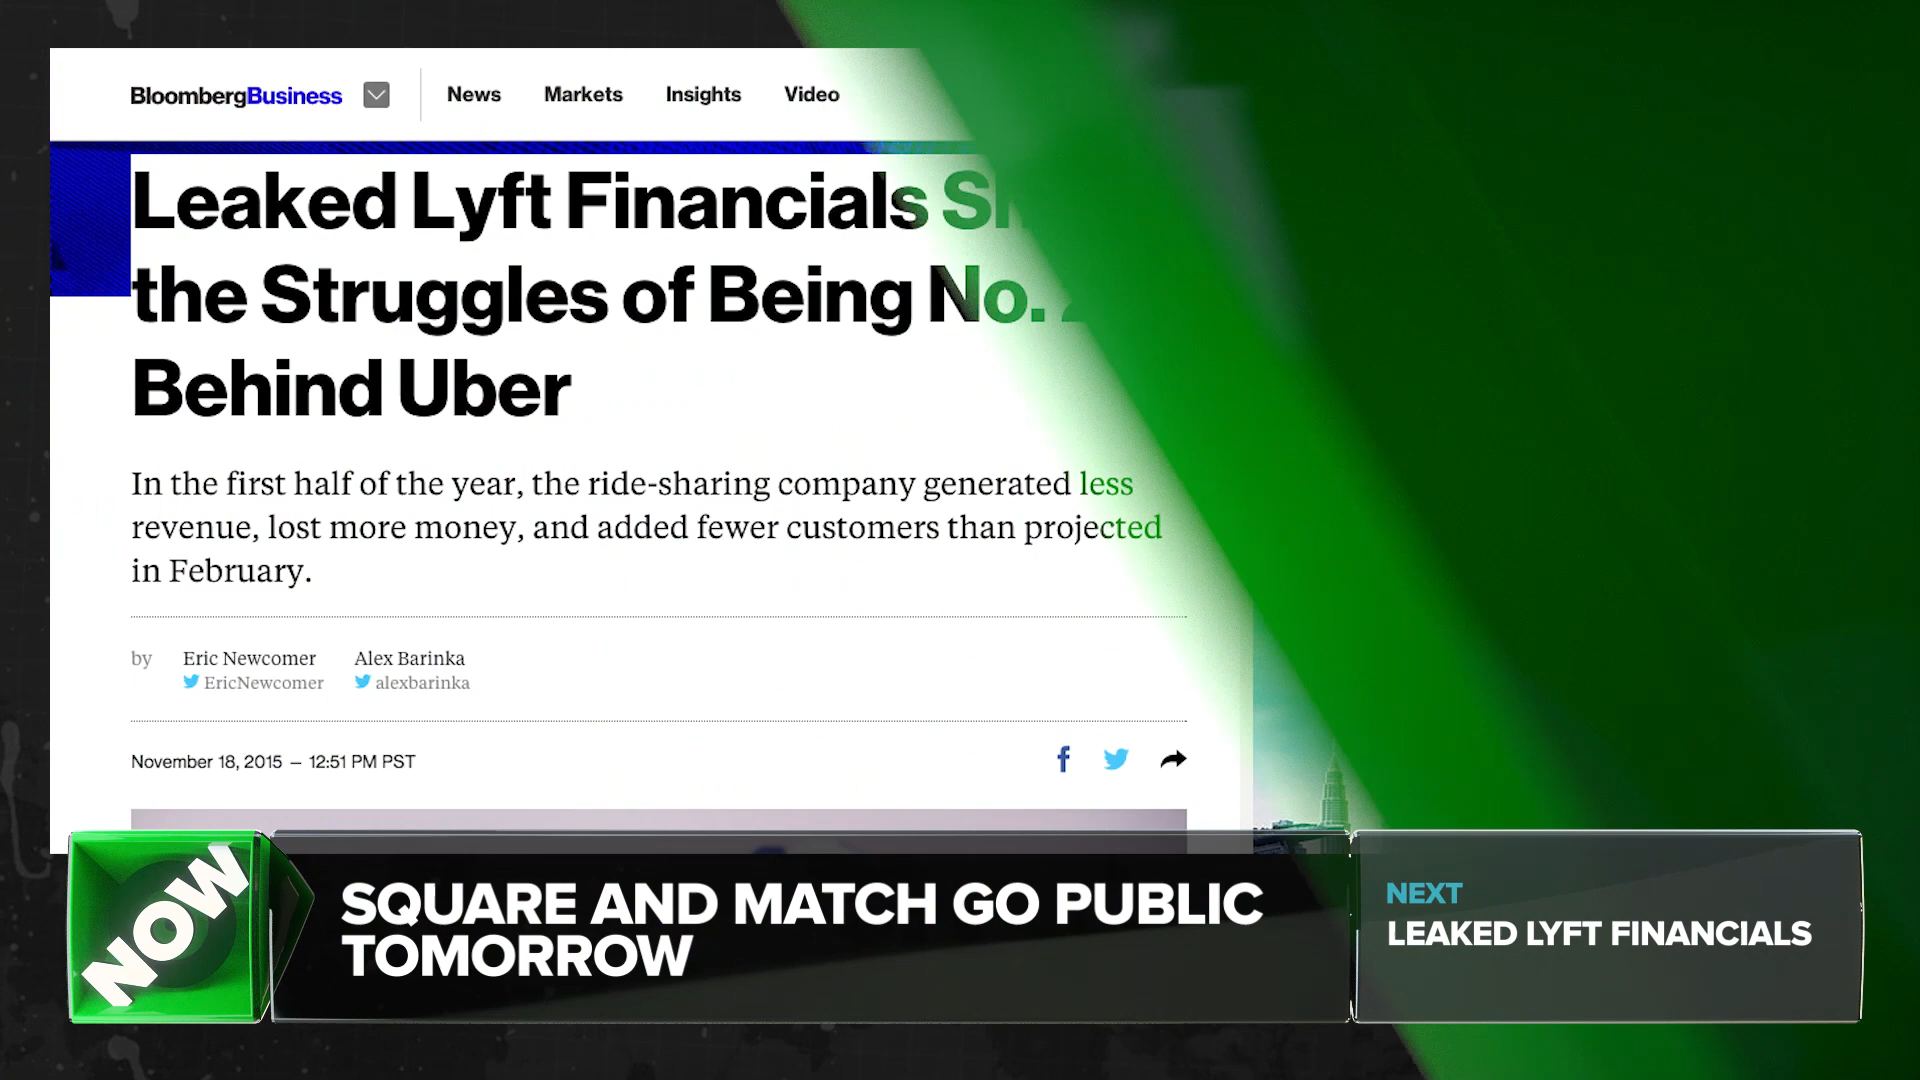 BloombergBusiness News Markets Insights Video
Leaked Lyft Financials
the Struggles of Being No.
Behind Uber
In the first half of the year, the ride-sharing company generated less
revenue, lost more money, and added fewer customers than projected
in February.
by Eric Newcomer Alex Barinka
EricNewcomer alexbarinka
November 18, 2015 – 12:51 PM PST
NOW
SQUARE AND MATCH GO PUBLIC
TOMORROW
NEXT
LEAKED LYFT FINANCIALS